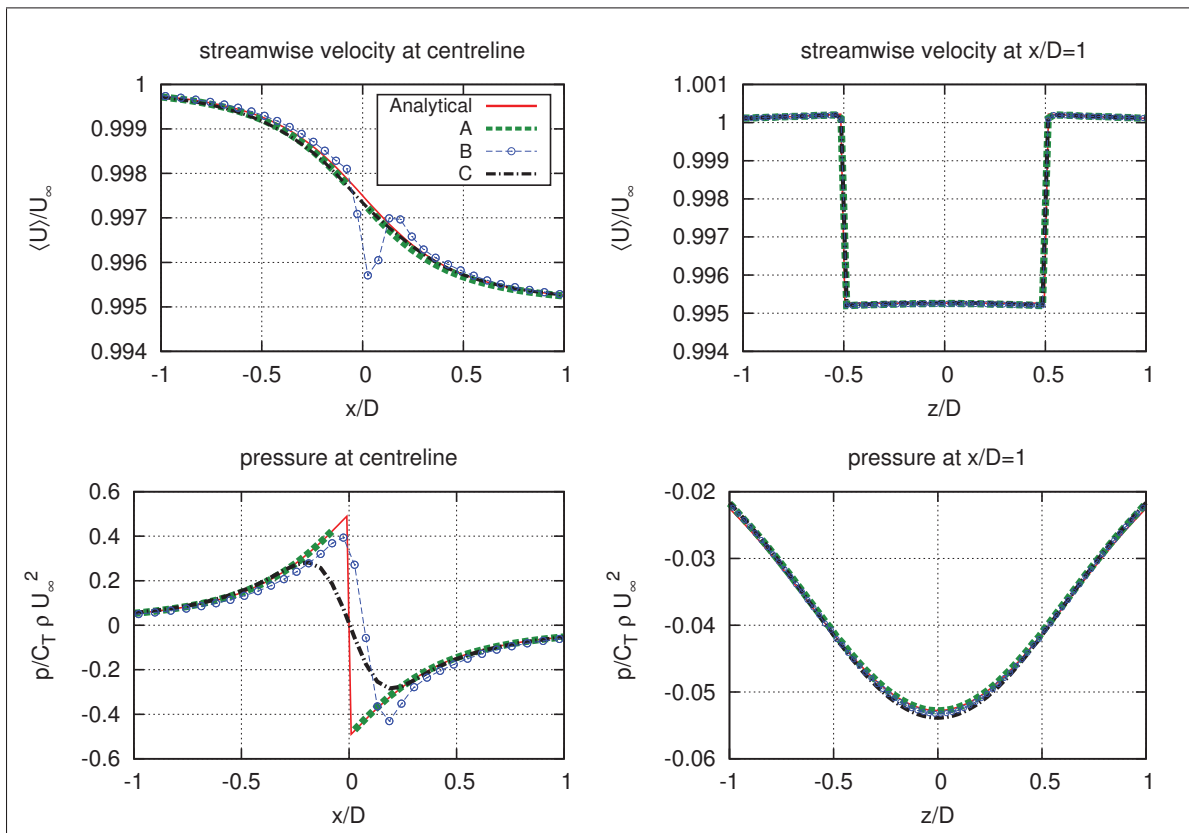 streamwise velocity at centreline
1
0.999
0.998
0.997
0.996
0.995
0.994
⟨U⟩/U∞
-1 -0.5 0 0.5 1
x/D
Analytical
A
B
C
streamwise velocity at x/D=1
1.001
1
0.999
0.998
0.997
0.996
0.995
0.994
⟨U⟩/U∞
-1 -0.5 0 0.5 1
z/D
pressure at centreline
0.6
0.4
0.2
0
-0.2
-0.4
-0.6
p/C_T ρ U∞²
-1 -0.5 0 0.5 1
x/D
pressure at x/D=1
-0.02
-0.03
-0.04
-0.05
-0.06
p/C_T ρ U∞²
-1 -0.5 0 0.5 1
z/D